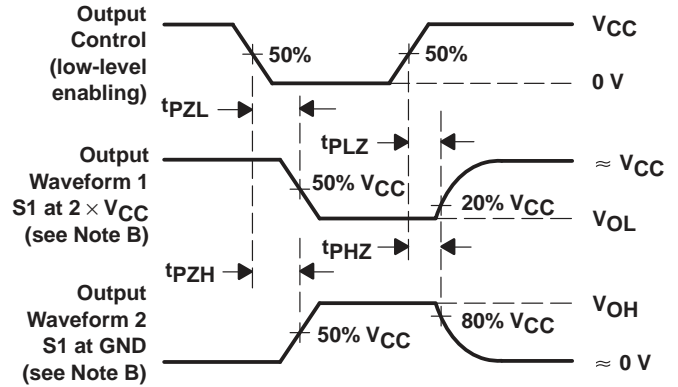 Output
Control
(low-level
enabling)
50%
50%
VCC
0 V
tPZL
tPLZ
Output
Waveform 1
S1 at 2 × VCC
(see Note B)
50% VCC
20% VCC
≈ VCC
VOL
tPZH
tPHZ
Output
Waveform 2
S1 at GND
(see Note B)
50% VCC
80% VCC
VOH
≈ 0 V